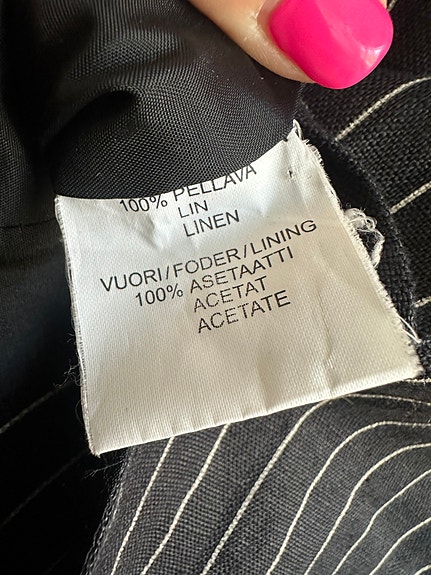 100% PELLAVA
LIN
LINEN
VUORI/FODER/LINING
100% ASETAATTI
ACETAT
ACETATE